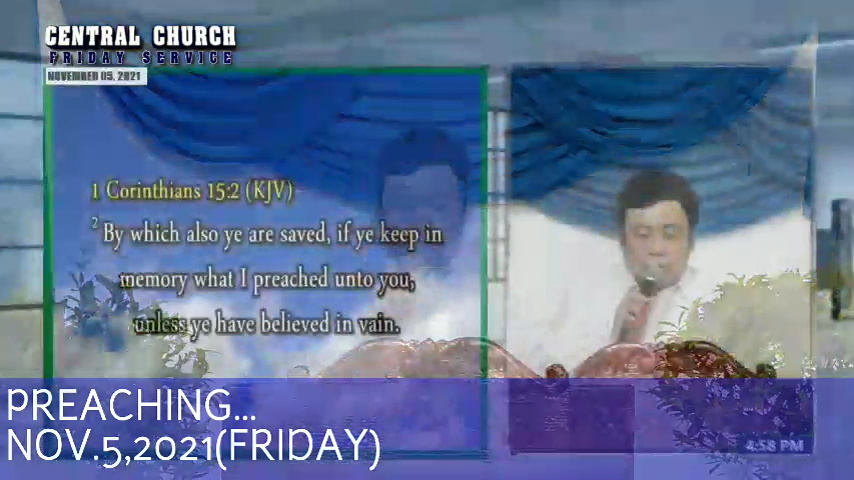 CENTRAL CHURCH
FRIDAY SERVICE
NOVEMBER 05, 2021
1 Corinthians 15:2 (KJV)
2 By which also ye are saved, if ye keep in
memory what I preached unto you,
unless ye have believed in vain.
PREACHING...
NOV.5,2021(FRIDAY)
4:58 PM